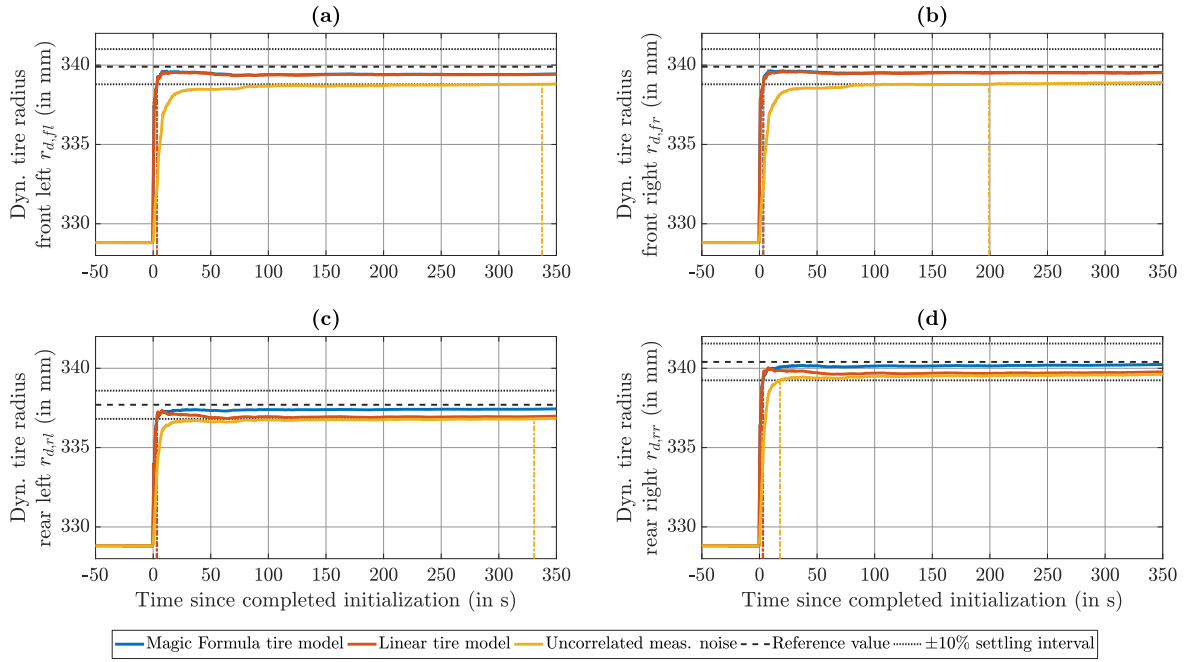 (a)
Dyn. tire radius
front left r_{d,fl} (in mm)
340
335
330
-50 0 50 100 150 200 250 300 350
(b)
Dyn. tire radius
front right r_{d,fr} (in mm)
340
335
330
-50 0 50 100 150 200 250 300 350
(c)
Dyn. tire radius
rear left r_{d,rl} (in mm)
340
335
330
-50 0 50 100 150 200 250 300 350
Time since completed initialization (in s)
(d)
Dyn. tire radius
rear right r_{d,rr} (in mm)
340
335
330
-50 0 50 100 150 200 250 300 350
Time since completed initialization (in s)
Magic Formula tire model Linear tire model Uncorrelated meas. noise Reference value ±10% settling interval